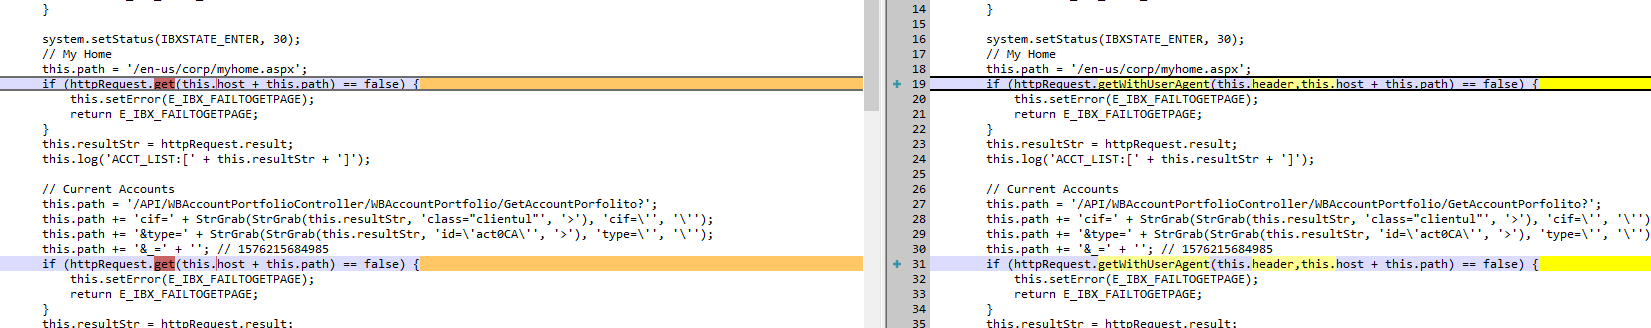 }
system.setStatus(IBXSTATE_ENTER, 30);
// My Home
this.path = '/en-us/corp/myhome.aspx';
if (httpRequest.get(this.host + this.path) == false) {
this.setError(E_IBX_FAILTOGETPAGE);
return E_IBX_FAILTOGETPAGE;
}
this.resultStr = httpRequest.result;
this.log('ACCT_LIST:[' + this.resultStr + ']');
// Current Accounts
this.path = '/API/WBAccountPortfolioController/WBAccountPortfolio/GetAccountPorfolito?';
this.path += 'cif=' + StrGrab(StrGrab(this.resultStr, 'class="clientul"', '>'), 'cif=\'', '\'');
this.path += '&type=' + StrGrab(StrGrab(this.resultStr, 'id=\'act0CA\'', '>'), 'type=\'', '\'');
this.path += '&_=' + ''; // 1576215684985
if (httpRequest.get(this.host + this.path) == false) {
this.setError(E_IBX_FAILTOGETPAGE);
return E_IBX_FAILTOGETPAGE;
}
this.resultStr = httpRequest.result;
14 }
15
16 system.setStatus(IBXSTATE_ENTER, 30);
17 // My Home
18 this.path = '/en-us/corp/myhome.aspx';
+ 19 if (httpRequest.getWithUserAgent(this.header,this.host + this.path) == false) {
20 this.setError(E_IBX_FAILTOGETPAGE);
21 return E_IBX_FAILTOGETPAGE;
22 }
23 this.resultStr = httpRequest.result;
24 this.log('ACCT_LIST:[' + this.resultStr + ']');
25
26 // Current Accounts
27 this.path = '/API/WBAccountPortfolioController/WBAccountPortfolio/GetAccountPorfolito?';
28 this.path += 'cif=' + StrGrab(StrGrab(this.resultStr, 'class="clientul"', '>'), 'cif=\'', '\'')
29 this.path += '&type=' + StrGrab(StrGrab(this.resultStr, 'id=\'act0CA\'', '>'), 'type=\'', '\'')
30 this.path += '&_=' + ''; // 1576215684985
+ 31 if (httpRequest.getWithUserAgent(this.header,this.host + this.path) == false) {
32 this.setError(E_IBX_FAILTOGETPAGE);
33 return E_IBX_FAILTOGETPAGE;
34 }
35 this.resultStr = httpRequest.result;